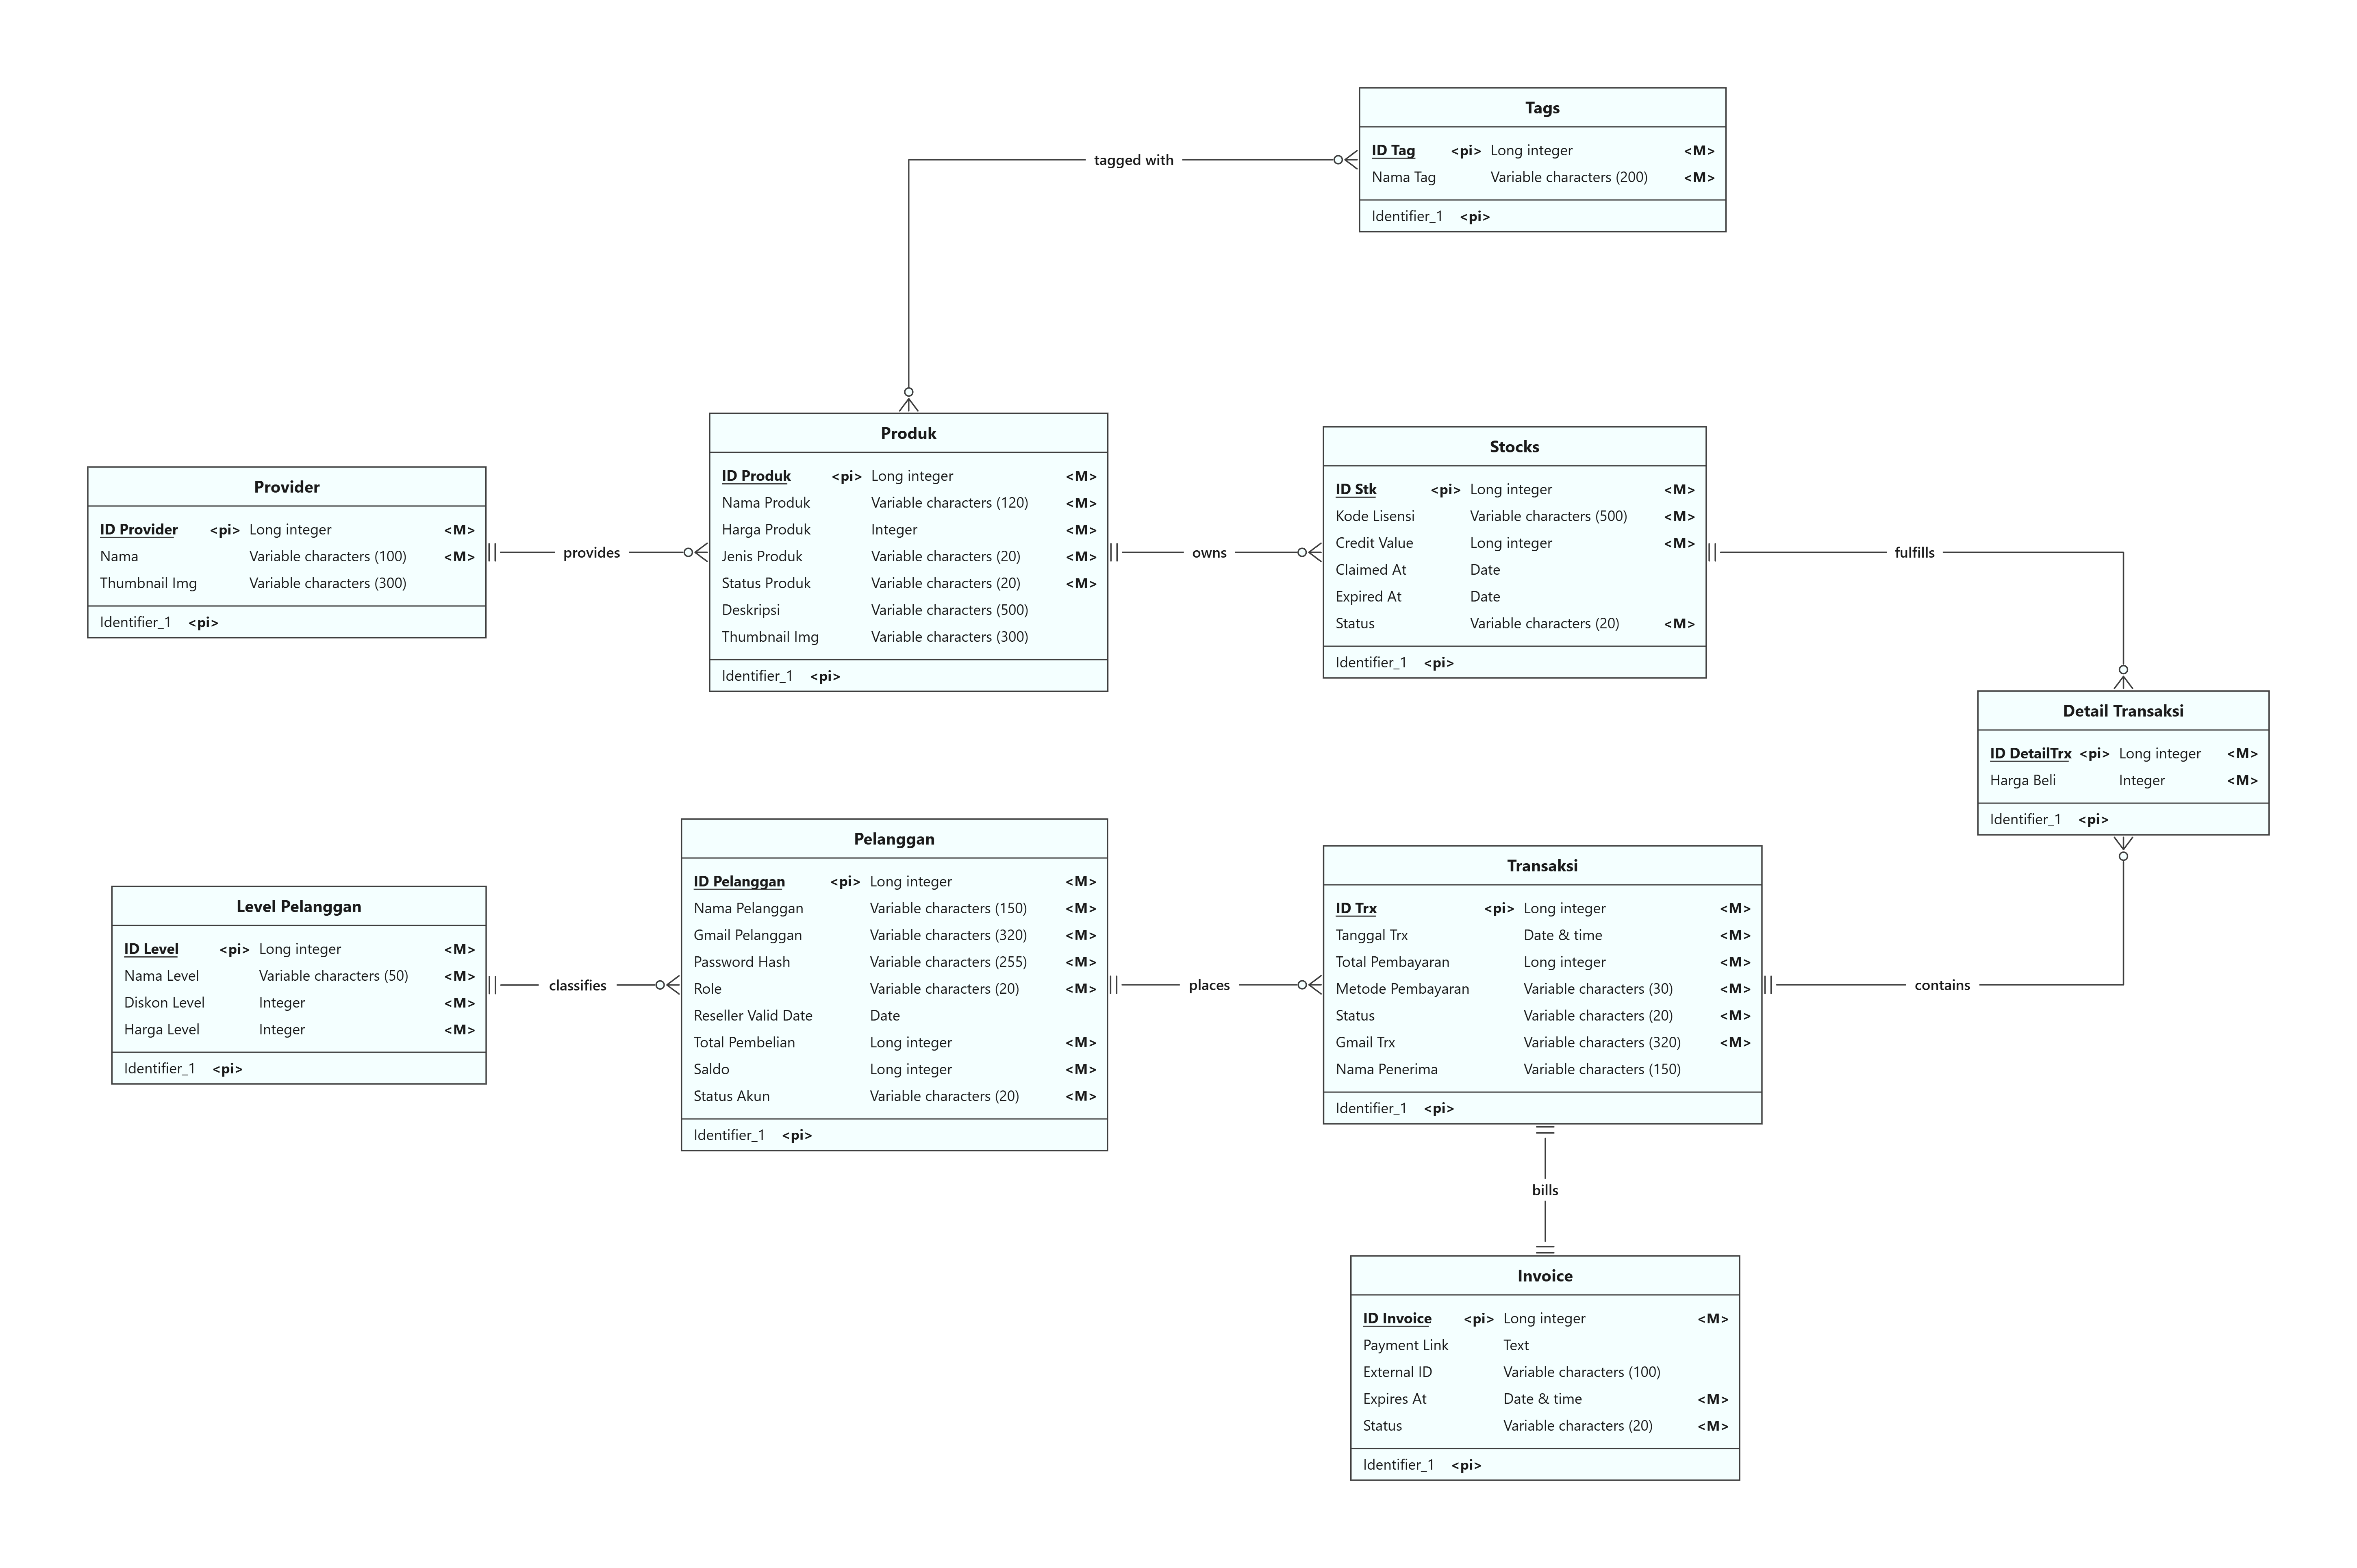 Tags
ID Tag <pi> Long integer <M>
Nama Tag Variable characters (200) <M>
Identifier_1 <pi>
tagged with
Produk
ID Produk <pi> Long integer <M>
Nama Produk Variable characters (120) <M>
Harga Produk Integer <M>
Jenis Produk Variable characters (20) <M>
Status Produk Variable characters (20) <M>
Deskripsi Variable characters (500)
Thumbnail Img Variable characters (300)
Identifier_1 <pi>
Stocks
ID Stk <pi> Long integer <M>
Kode Lisensi Variable characters (500) <M>
Credit Value Long integer <M>
Claimed At Date
Expired At Date
Status Variable characters (20) <M>
Identifier_1 <pi>
Provider
ID Provider <pi> Long integer <M>
Nama Variable characters (100) <M>
Thumbnail Img Variable characters (300)
Identifier_1 <pi>
provides
owns
fulfills
Detail Transaksi
ID DetailTrx <pi> Long integer <M>
Harga Beli Integer <M>
Identifier_1 <pi>
Pelanggan
ID Pelanggan <pi> Long integer <M>
Nama Pelanggan Variable characters (150) <M>
Gmail Pelanggan Variable characters (320) <M>
Password Hash Variable characters (255) <M>
Role Variable characters (20) <M>
Reseller Valid Date Date
Total Pembelian Long integer <M>
Saldo Long integer <M>
Status Akun Variable characters (20) <M>
Identifier_1 <pi>
Transaksi
ID Trx <pi> Long integer <M>
Tanggal Trx Date & time <M>
Total Pembayaran Long integer <M>
Metode Pembayaran Variable characters (30) <M>
Status Variable characters (20) <M>
Gmail Trx Variable characters (320) <M>
Nama Penerima Variable characters (150)
Identifier_1 <pi>
Level Pelanggan
ID Level <pi> Long integer <M>
Nama Level Variable characters (50) <M>
Diskon Level Integer <M>
Harga Level Integer <M>
Identifier_1 <pi>
classifies
places
contains
bills
Invoice
ID Invoice <pi> Long integer <M>
Payment Link Text
External ID Variable characters (100)
Expires At Date & time <M>
Status Variable characters (20) <M>
Identifier_1 <pi>